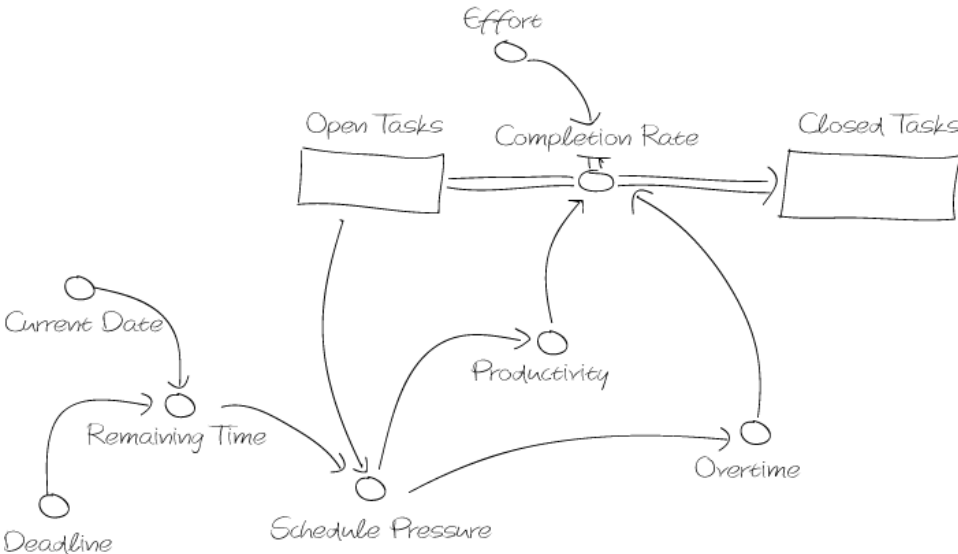 Effort
Open Tasks
Completion Rate
Closed Tasks
Current Date
Productivity
Remaining Time
Overtime
Schedule Pressure
Deadline